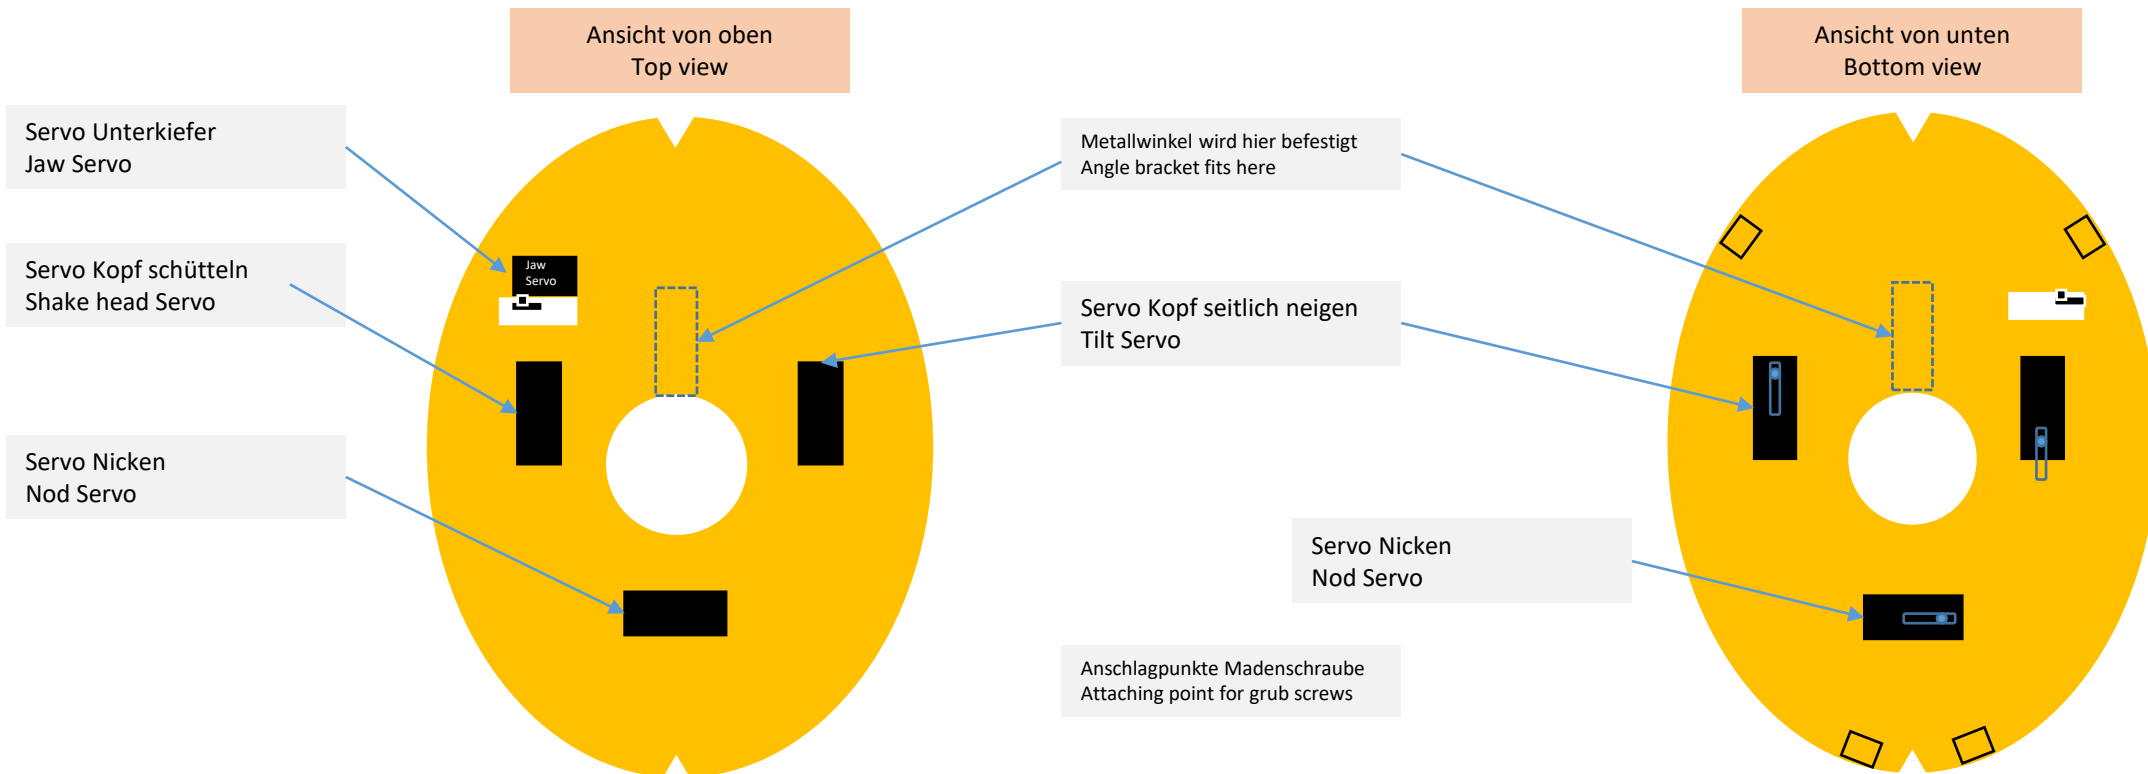 Ansicht von oben
Top view
Ansicht von unten
Bottom view
Servo Unterkiefer
Jaw Servo
Metallwinkel wird hier befestigt
Angle bracket fits here
Servo Kopf schütteln
Shake head Servo
Jaw
Servo
Servo Kopf seitlich neigen
Tilt Servo
Servo Nicken
Nod Servo
Servo Nicken
Nod Servo
Anschlagpunkte Madenschraube
Attaching point for grub screws